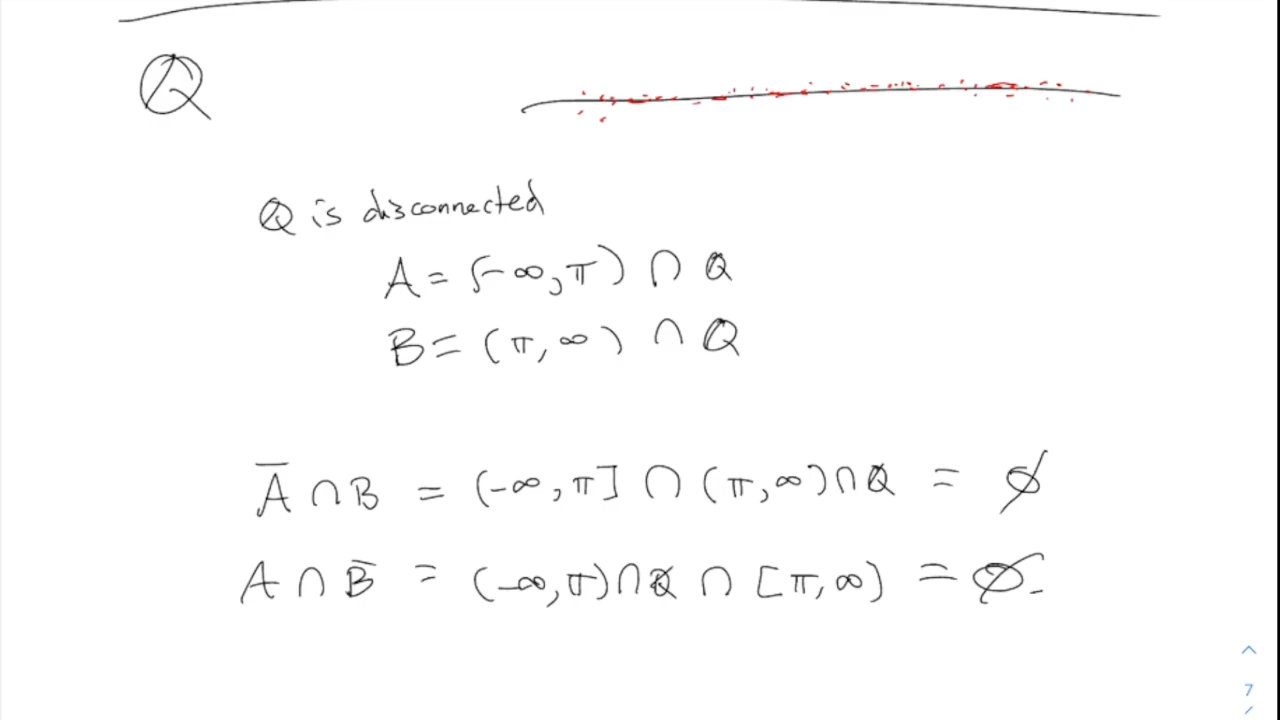 ℚ
ℚ is disconnected
A = (-∞, π) ∩ ℚ
B = (π, ∞) ∩ ℚ
A̅ ∩ B = (-∞, π] ∩ (π, ∞) ∩ ℚ = ∅
A ∩ B̅ = (-∞, π) ∩ ℚ ∩ [π, ∞) = ∅.
7